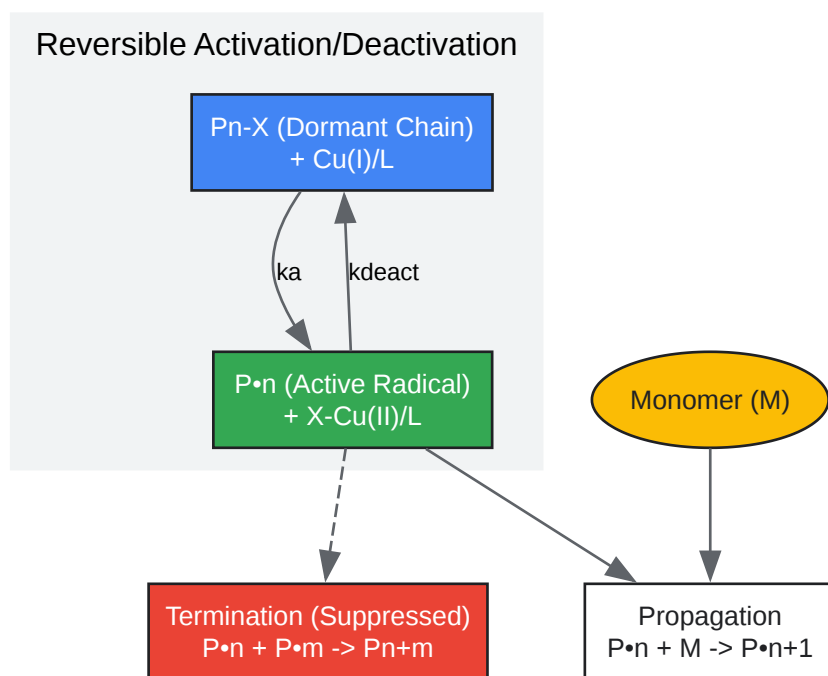 Reversible Activation/Deactivation
Pn-X (Dormant Chain)
+ Cu(I)/L
ka
kdeact
P•n (Active Radical)
+ X-Cu(II)/L
Monomer (M)
Termination (Suppressed)
P•n + P•m -> Pn+m
Propagation
P•n + M -> P•n+1